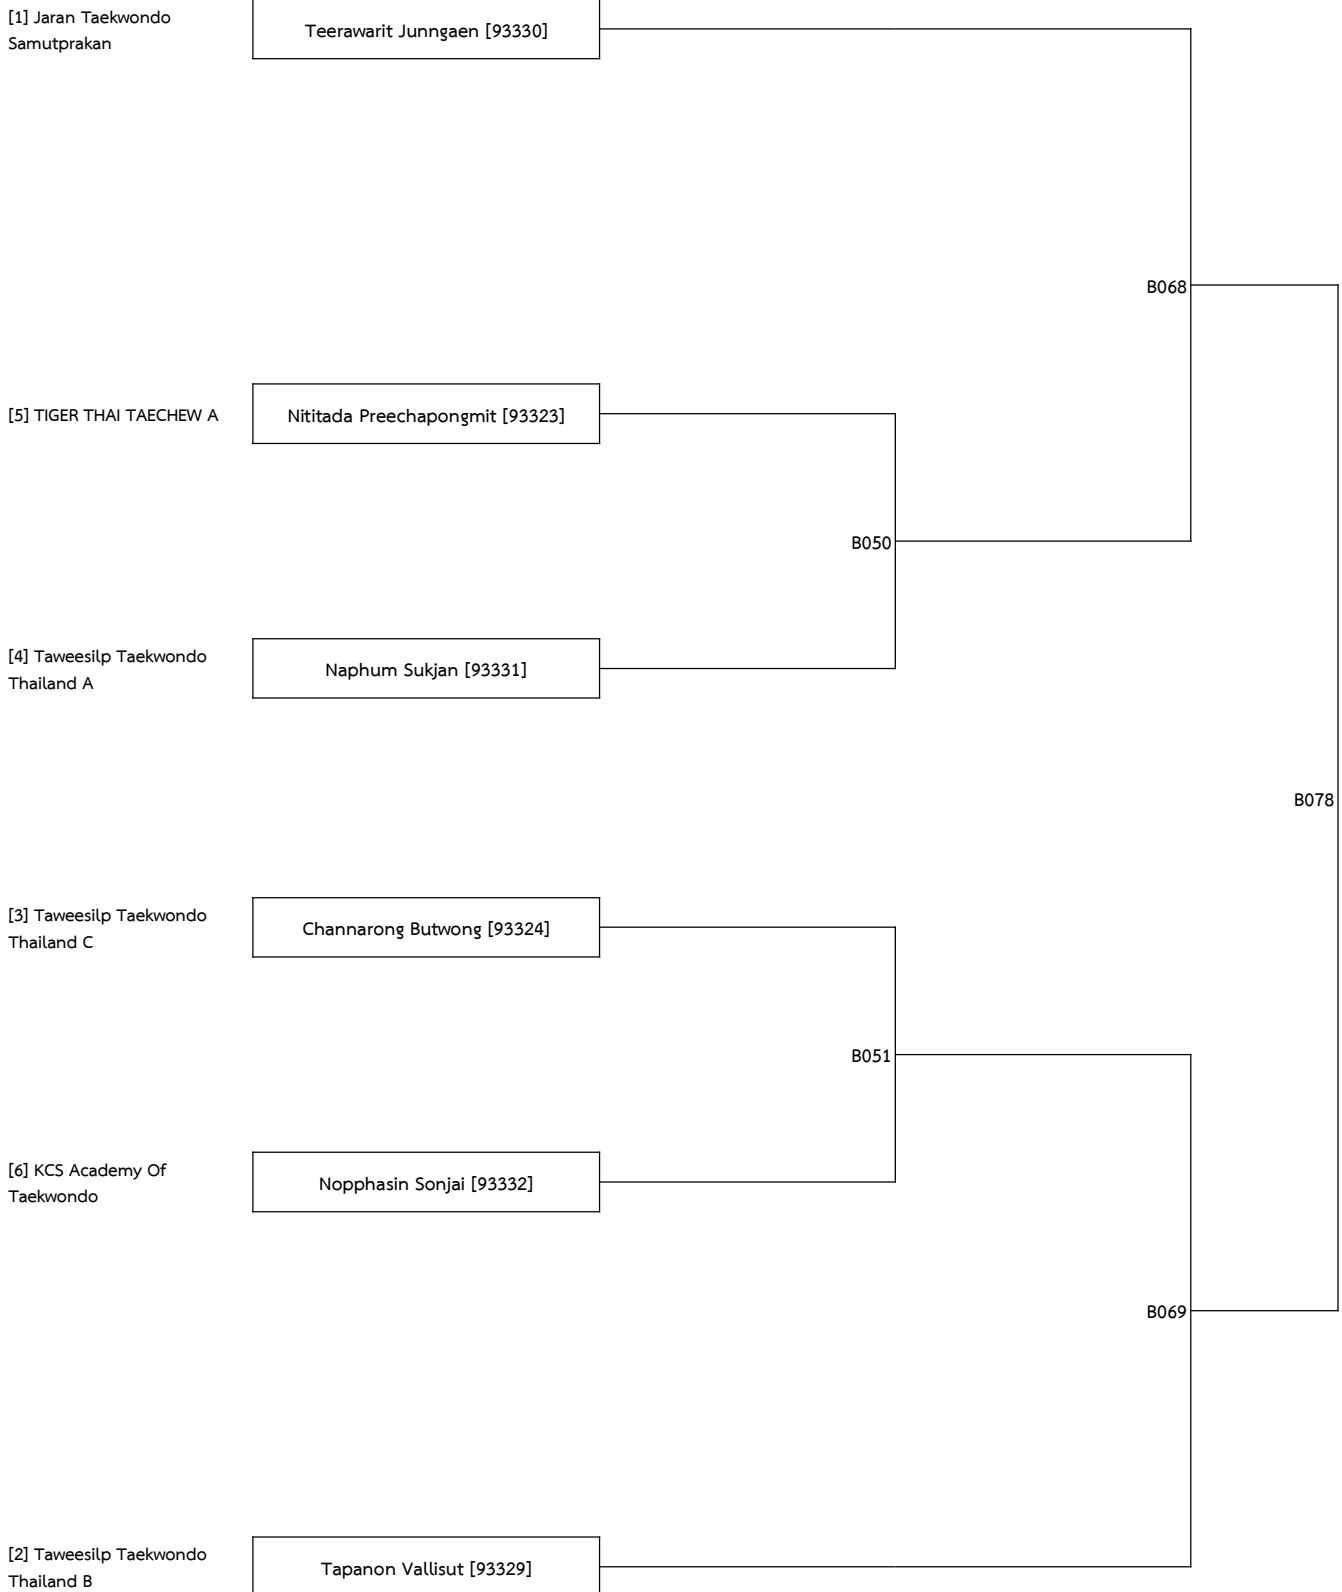 [1] Jaran Taekwondo
Samutprakan
Teerawarit Junngaen [93330]
B068
[5] TIGER THAI TAECHEW A
Nititada Preechapongmit [93323]
B050
[4] Taweesilp Taekwondo
Thailand A
Naphum Sukjan [93331]
B078
[3] Taweesilp Taekwondo
Thailand C
Channarong Butwong [93324]
B051
[6] KCS Academy Of
Taekwondo
Nopphasin Sonjai [93332]
B069
[2] Taweesilp Taekwondo
Thailand B
Tapanon Vallisut [93329]